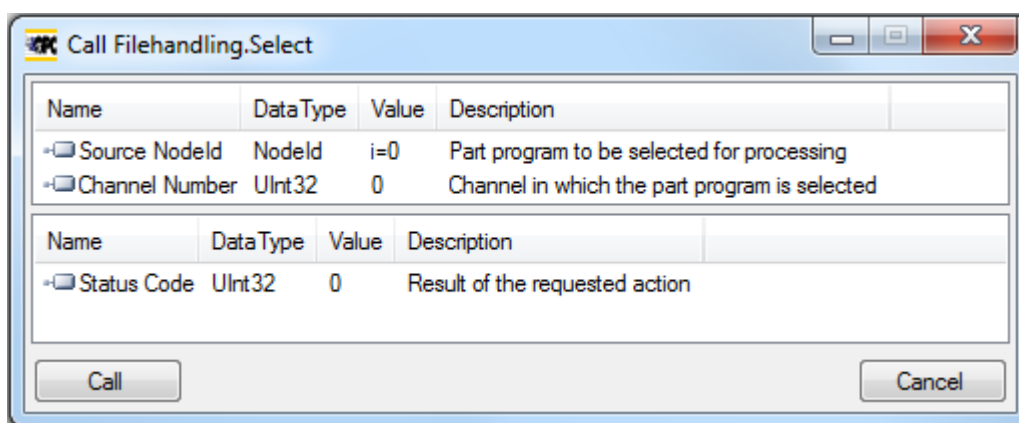 Call Filehandling.Select
Name DataType Value Description
Source NodeId NodeId i=0 Part program to be selected for processing
Channel Number UInt32 0 Channel in which the part program is selected
Name DataType Value Description
Status Code UInt32 0 Result of the requested action
Call Cancel